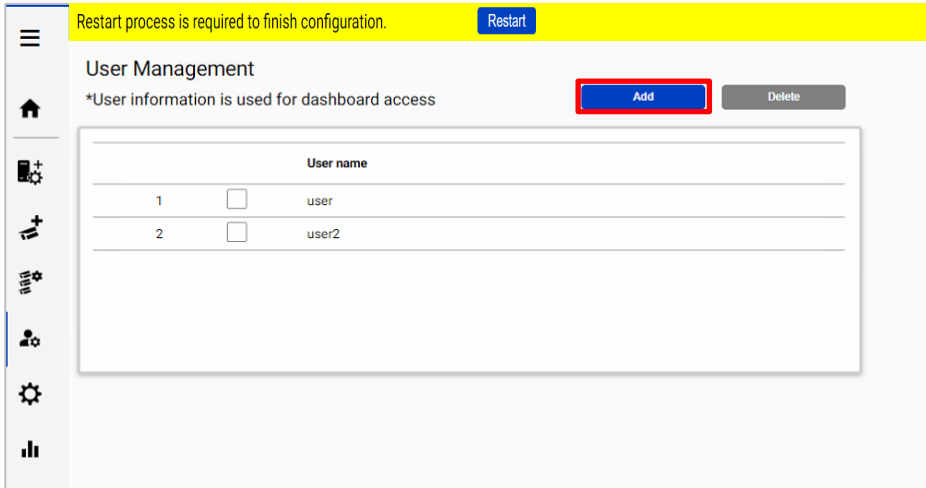 Restart process is required to finish configuration. Restart
User Management
*User information is used for dashboard access
Add Delete
User name
1 user
2 user2